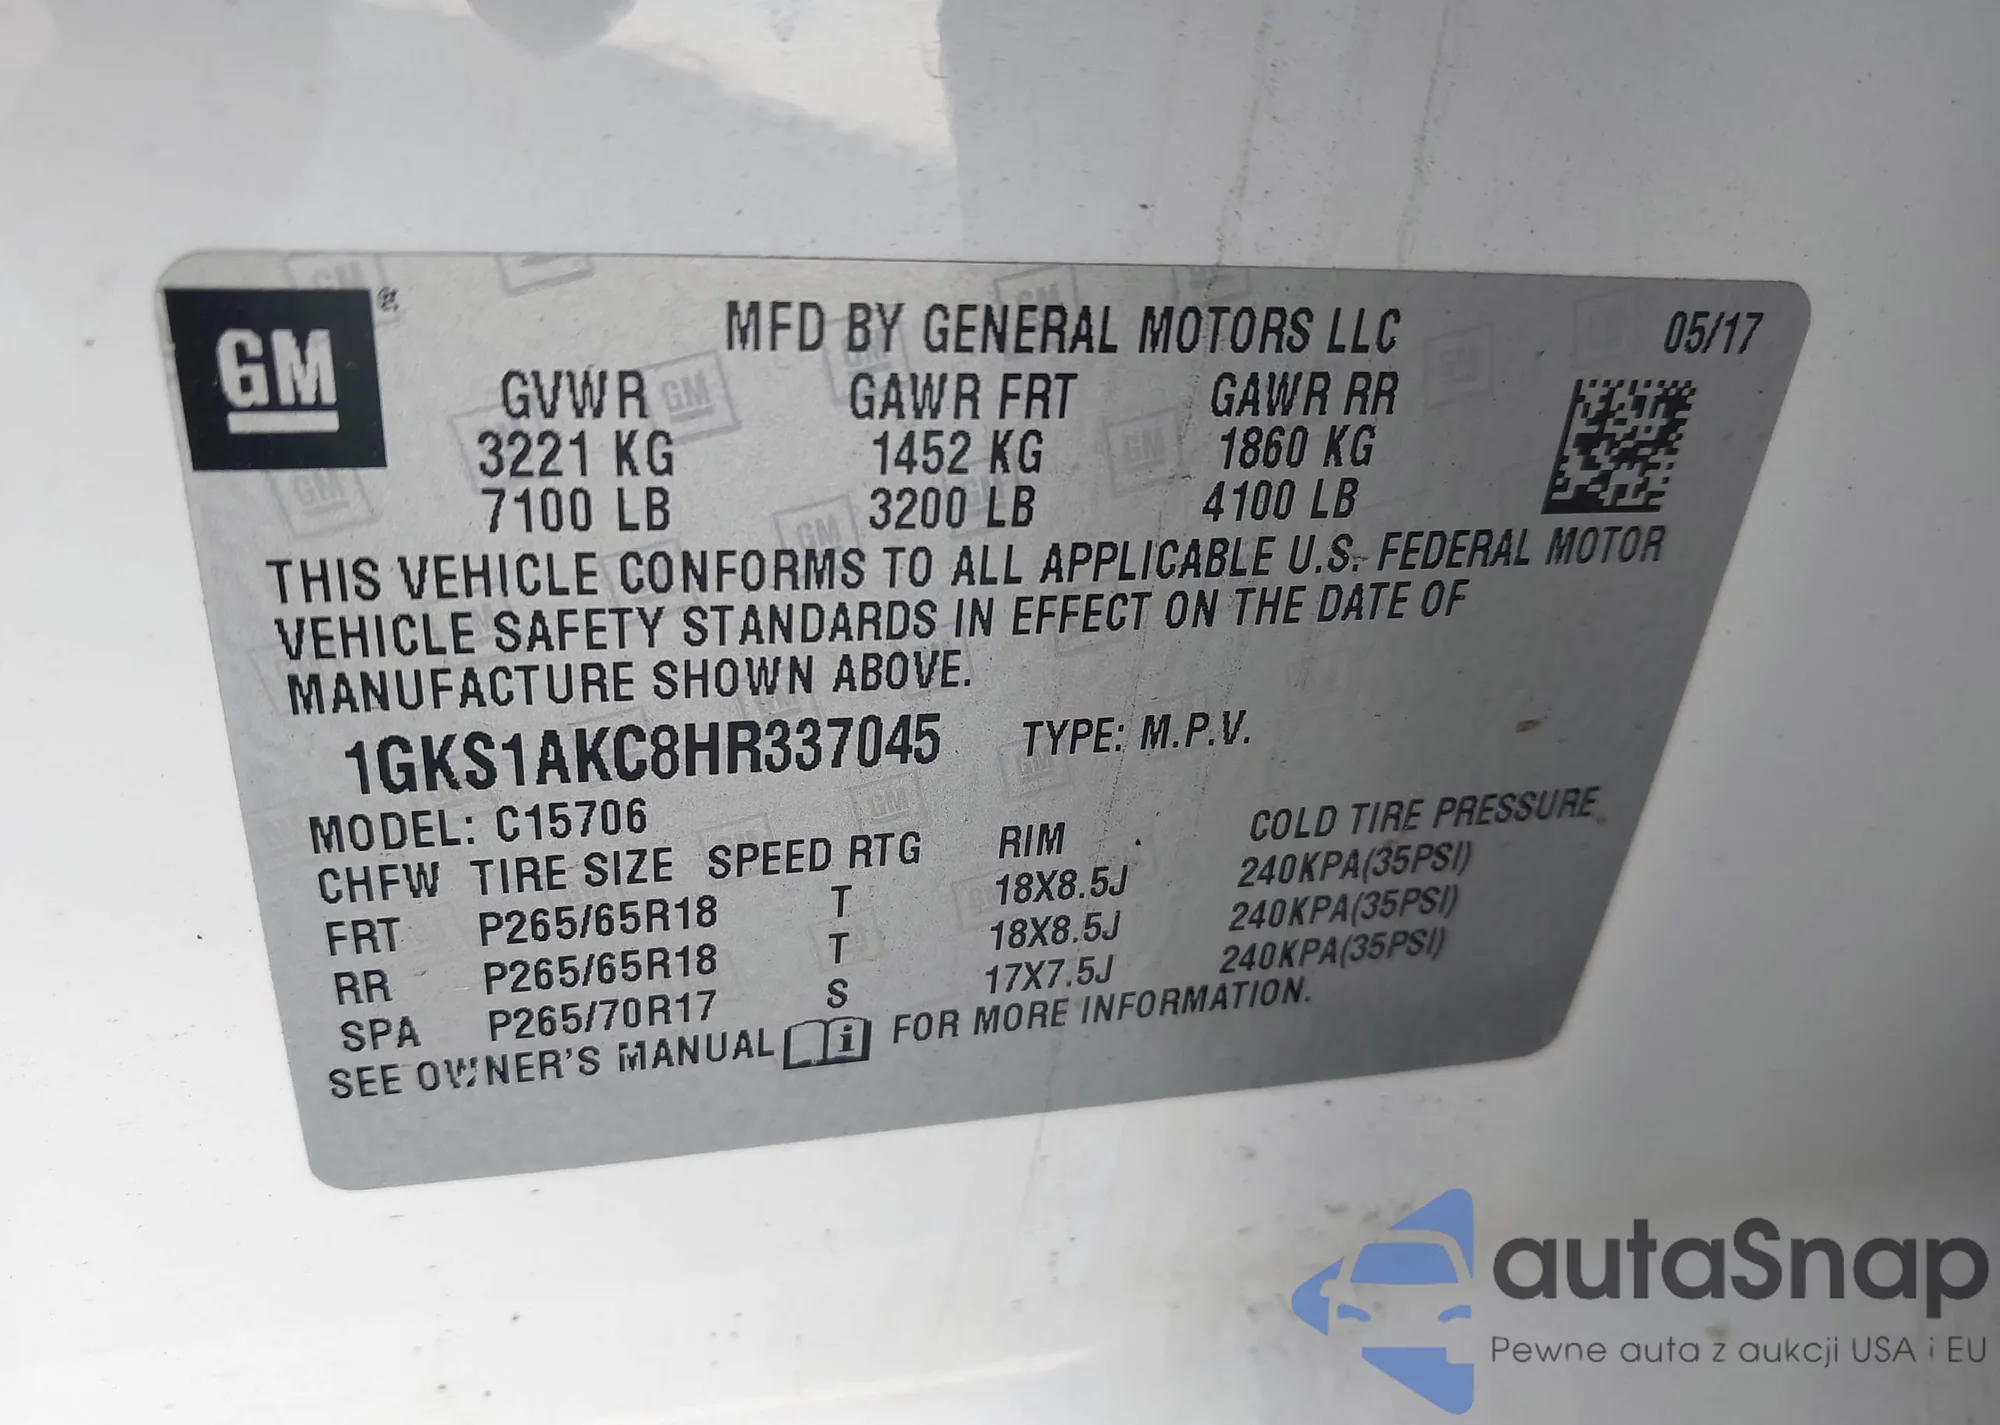 GM ®
MFD BY GENERAL MOTORS LLC 05/17
GVWR GAWR FRT GAWR RR
3221 KG 1452 KG 1860 KG
7100 LB 3200 LB 4100 LB
THIS VEHICLE CONFORMS TO ALL APPLICABLE U.S. FEDERAL MOTOR
VEHICLE SAFETY STANDARDS IN EFFECT ON THE DATE OF
MANUFACTURE SHOWN ABOVE.
1GKS1AKC8HR337045 TYPE: M.P.V.
MODEL: C15706
CHFW TIRE SIZE SPEED RTG RIM COLD TIRE PRESSURE
FRT P265/65R18 T 18X8.5J 240KPA(35PSI)
RR P265/65R18 T 18X8.5J 240KPA(35PSI)
SPA P265/70R17 S 17X7.5J 240KPA(35PSI)
SEE OWNER'S MANUAL i FOR MORE INFORMATION.
autaSnap
Pewne auta z aukcji USA i EU